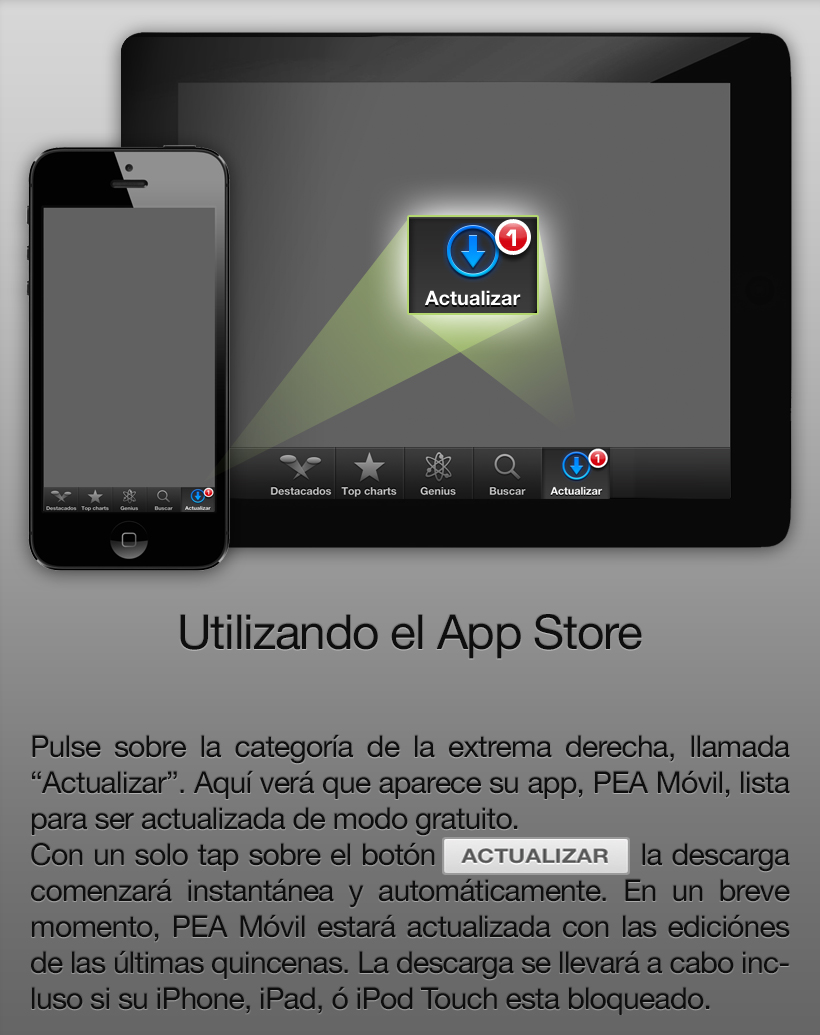 1
Actualizar
Destacados Top charts Genius Buscar Actualizar 1
Destacados Top charts Genius Buscar Actualizar 1
Utilizando el App Store
Pulse sobre la categoría de la extrema derecha, llamada
“Actualizar”. Aquí verá que aparece su app, PEA Móvil, lista
para ser actualizada de modo gratuito.
Con un solo tap sobre el botón ACTUALIZAR la descarga
comenzará instantánea y automáticamente. En un breve
momento, PEA Móvil estará actualizada con las ediciónes
de las últimas quincenas. La descarga se llevará a cabo inc-
luso si su iPhone, iPad, ó iPod Touch esta bloqueado.